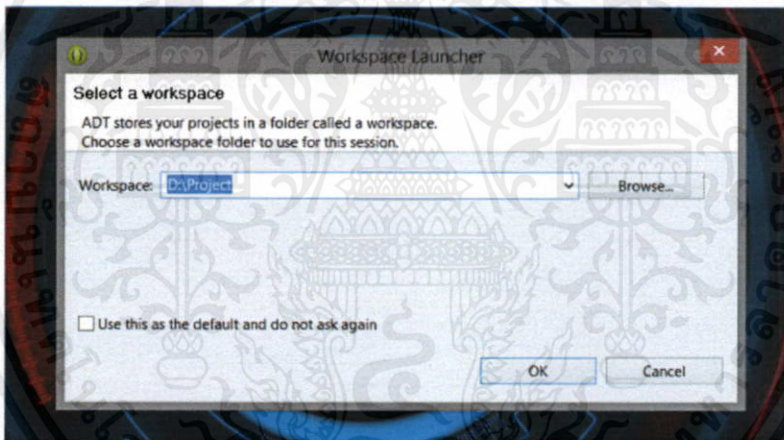 Workspace Launcher
Select a workspace
ADT stores your projects in a folder called a workspace.
Choose a workspace folder to use for this session.
Workspace: D:\Project Browse...
Use this as the default and do not ask again
OK Cancel